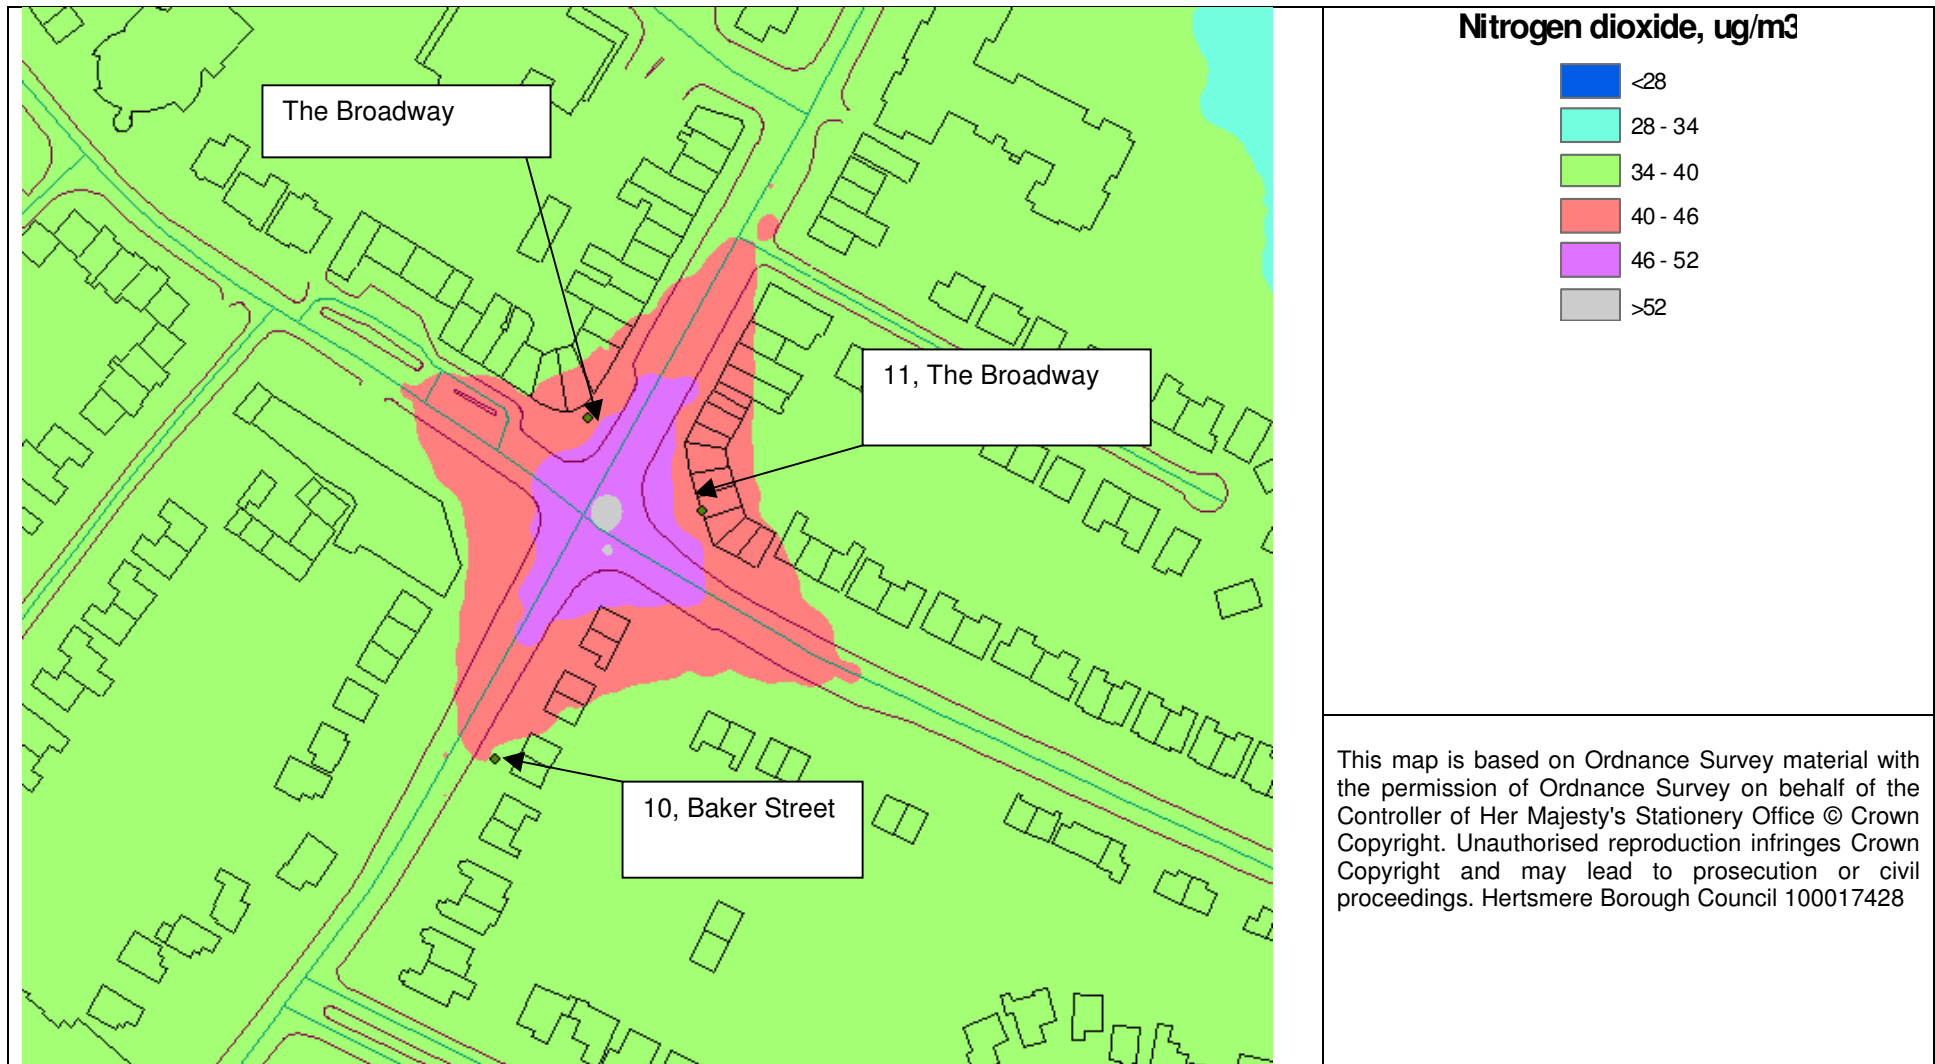 The Broadway
11, The Broadway
10, Baker Street
Nitrogen dioxide, ug/m3
<28
28 - 34
34 - 40
40 - 46
46 - 52
>52
This map is based on Ordnance Survey material with
the permission of Ordnance Survey on behalf of the
Controller of Her Majesty's Stationery Office © Crown
Copyright. Unauthorised reproduction infringes Crown
Copyright and may lead to prosecution or civil
proceedings. Hertsmere Borough Council 100017428